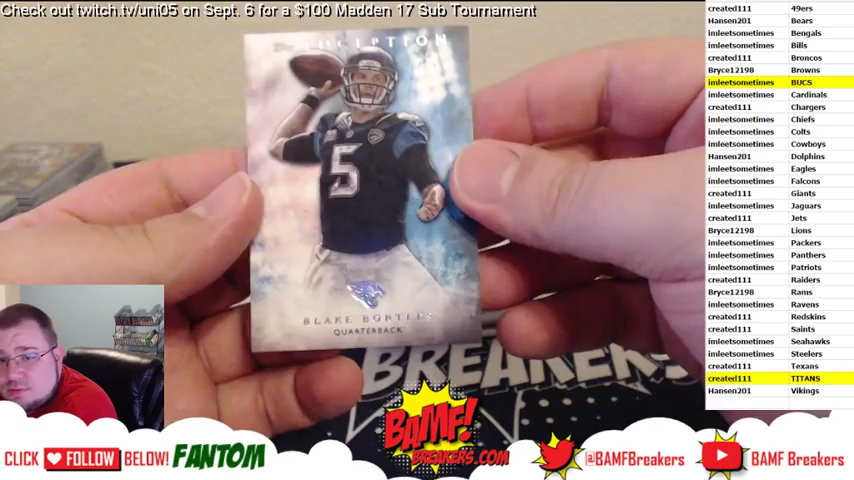 Check out twitch.tv/uni05 on Sept. 6 for a $100 Madden 17 Sub Tournament
5
BLAKE BORTLES
QUARTERBACK
BREAKERS
created111 49ers
Hansen201 Bears
imleetsometimes Bengals
imleetsometimes Bills
created111 Broncos
Bryce12198 Browns
imleetsometimes BUCS
imleetsometimes Cardinals
created111 Chargers
imleetsometimes Chiefs
imleetsometimes Colts
imleetsometimes Cowboys
Hansen201 Dolphins
imleetsometimes Eagles
imleetsometimes Falcons
created111 Giants
imleetsometimes Jaguars
created111 Jets
Bryce12198 Lions
imleetsometimes Packers
imleetsometimes Panthers
imleetsometimes Patriots
created111 Raiders
Bryce12198 Rams
imleetsometimes Ravens
created111 Redskins
created111 Saints
imleetsometimes Seahawks
imleetsometimes Steelers
created111 Texans
created111 TITANS
Hansen201 Vikings
CLICK FOLLOW BELOW! FANTOM
BAMF!
BREAKERS.COM
@BAMFBreakers
BAMF Breakers